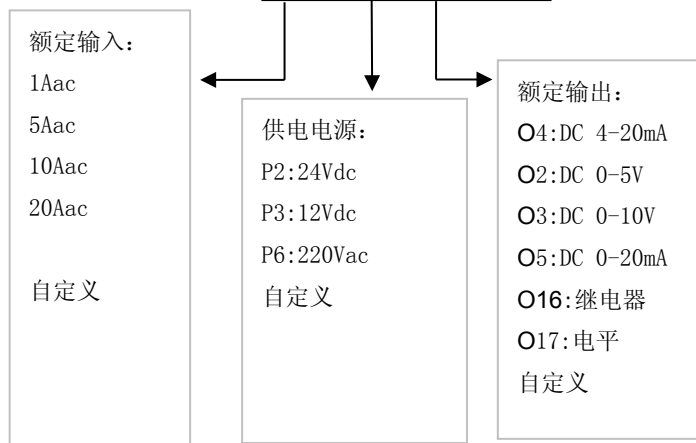 额定输入:
1Aac
5Aac
10Aac
20Aac
自定义
供电电源:
P2:24Vdc
P3:12Vdc
P6:220Vac
自定义
额定输出:
O4:DC 4-20mA
O2:DC 0-5V
O3:DC 0-10V
O5:DC 0-20mA
O16:继电器
O17:电平
自定义